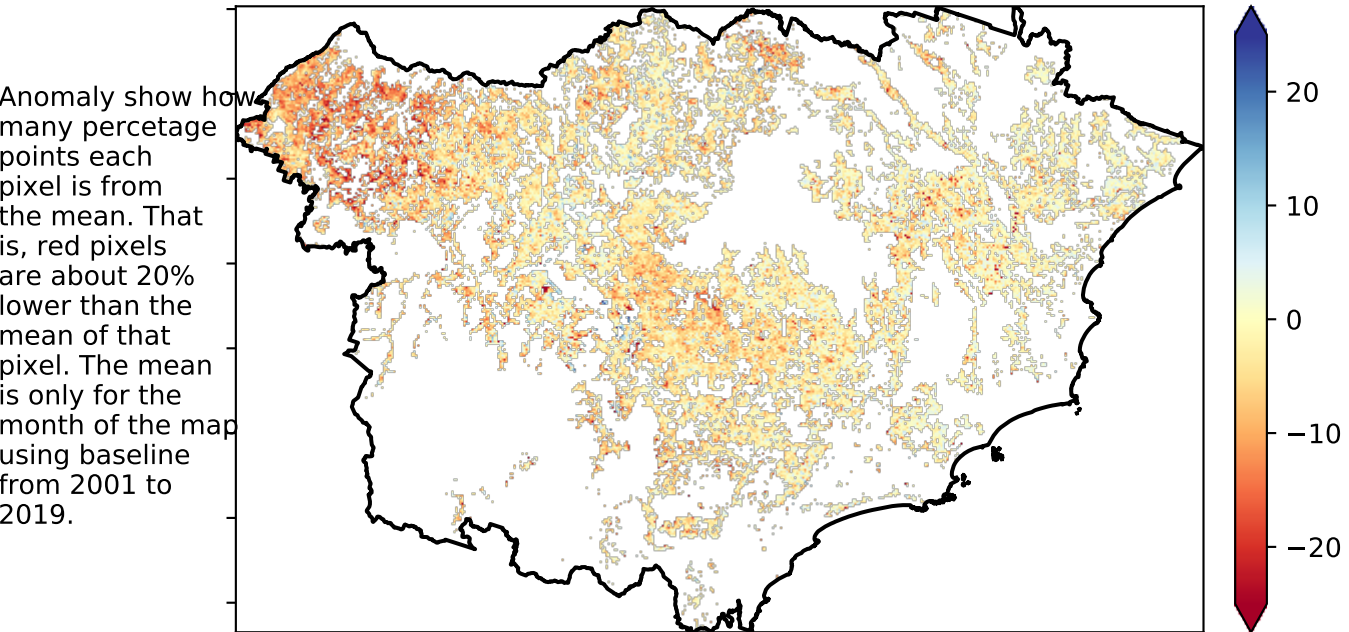 Anomaly show how
many percetage
points each
pixel is from
the mean. That
is, red pixels
are about 20%
lower than the
mean of that
pixel. The mean
is only for the
month of the map
using baseline
from 2001 to
2019.
20
10
0
−10
−20